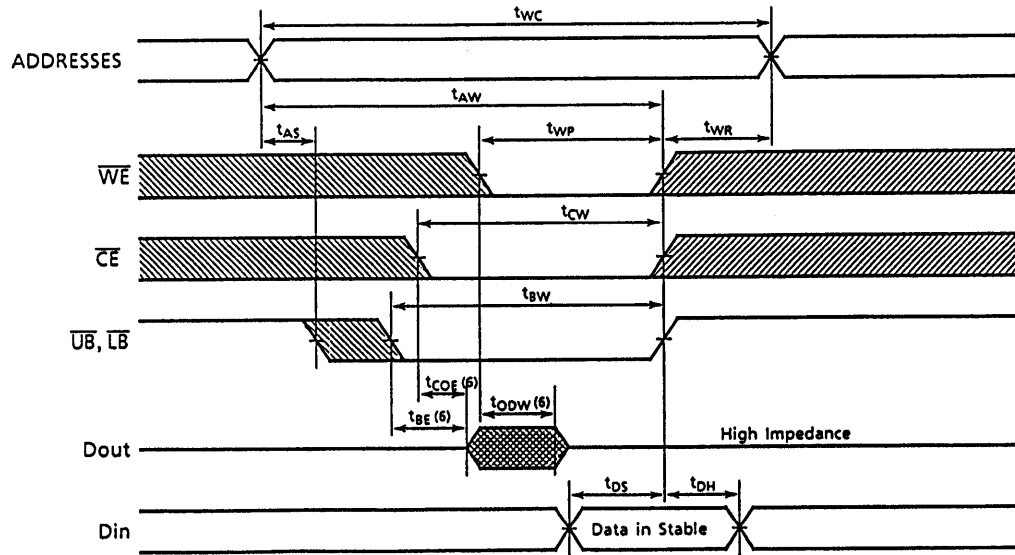 tWC
ADDRESSES
tAW
tAS
tWP
tWR
WE
tCW
CE
tBW
UB, LB
tCOE (6)
tODW (6)
tBE (6)
High Impedance
Dout
tDS
tDH
Din
Data in Stable